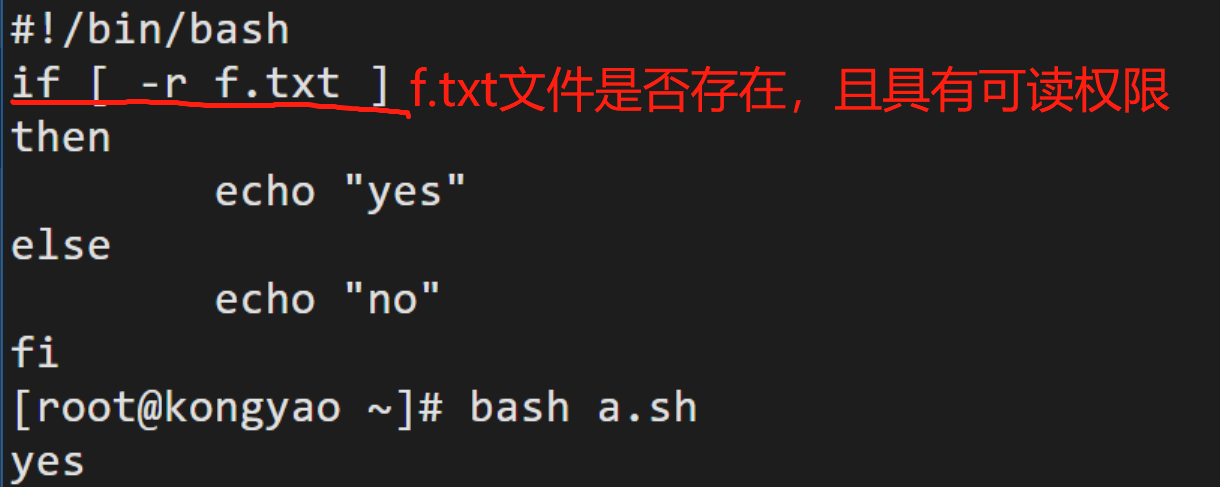 #!/bin/bash
if [ -r f.txt ] f.txt文件是否存在，且具有可读权限
then
        echo "yes"
else
        echo "no"
fi
[root@kongyao ~]# bash a.sh
yes